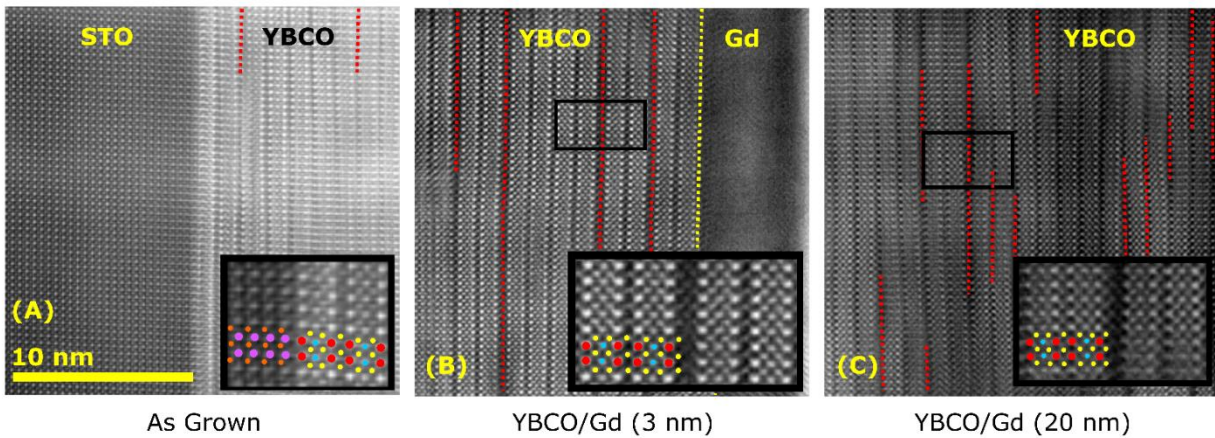 STO YBCO
(A)
10 nm
As Grown
YBCO Gd
(B)
YBCO/Gd (3 nm)
YBCO
(C)
YBCO/Gd (20 nm)